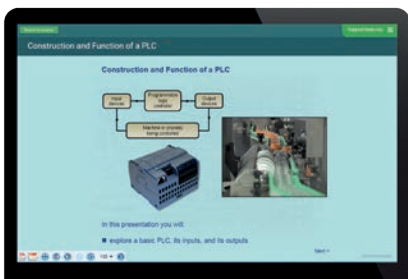 Construction and Function of a PLC
Construction and Function of a PLC
Input
devices
Programmable
logic
controller
Output
devices
Machine or process
being controlled
In this presentation you will:
■ explore a basic PLC, its inputs, and its outputs
Next >